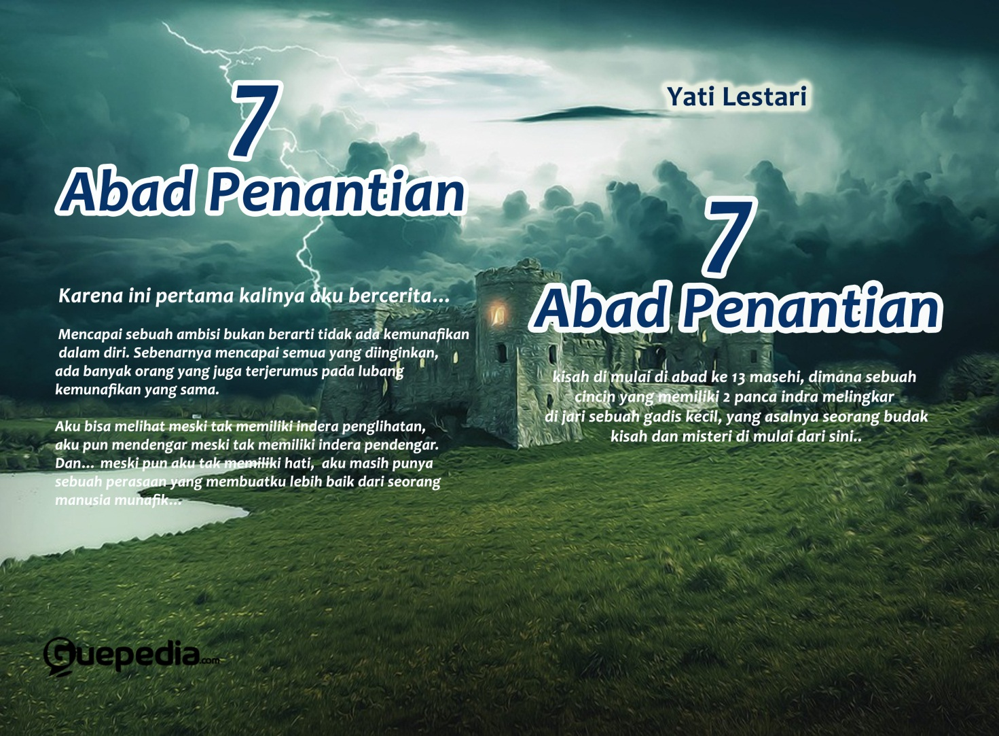 7
Abad Penantian
Karena ini pertama kalinya aku bercerita...
Mencapai sebuah ambisi bukan berarti tidak ada kemunafikan
dalam diri. Sebenarnya mencapai semua yang diinginkan,
ada banyak orang yang juga terjerumus pada lubang
kemunafikan yang sama.
Aku bisa melihat meski tak memiliki indera penglihatan,
aku pun mendengar meski tak memiliki indera pendengar.
Dan... meski pun aku tak memiliki hati, aku masih punya
sebuah perasaan yang membuatku lebih baik dari seorang
manusia munafik...
Guepedia.com
Yati Lestari
7
Abad Penantian
kisah di mulai di abad ke 13 masehi, dimana sebuah
cincin yang memiliki 2 panca indra melingkar
di jari sebuah gadis kecil, yang asalnya seorang budak
kisah dan misteri di mulai dari sini..